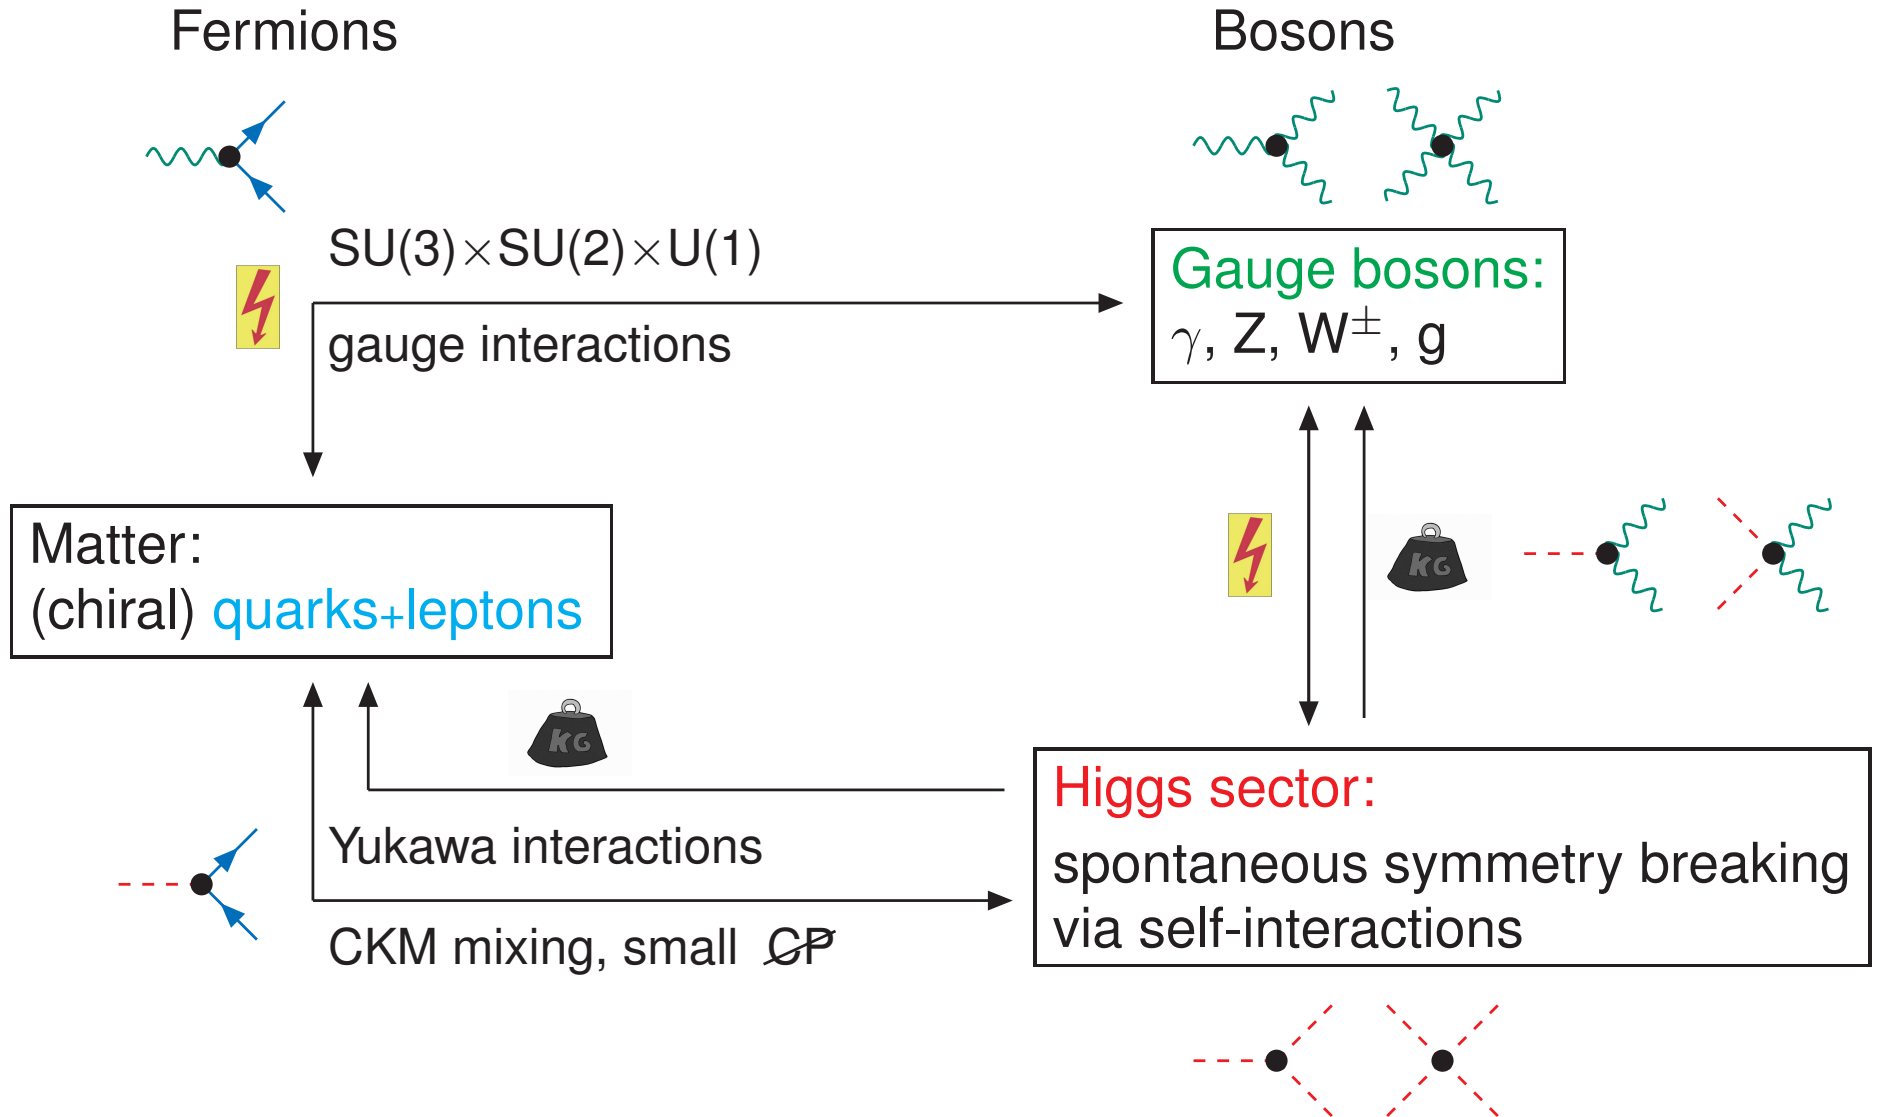 Fermions
Bosons
SU(3)×SU(2)×U(1)
gauge interactions
Gauge bosons:
γ, Z, W±, g
Matter:
(chiral) quarks+leptons
KG
KG
Yukawa interactions
CKM mixing, small CP
Higgs sector:
spontaneous symmetry breaking
via self-interactions